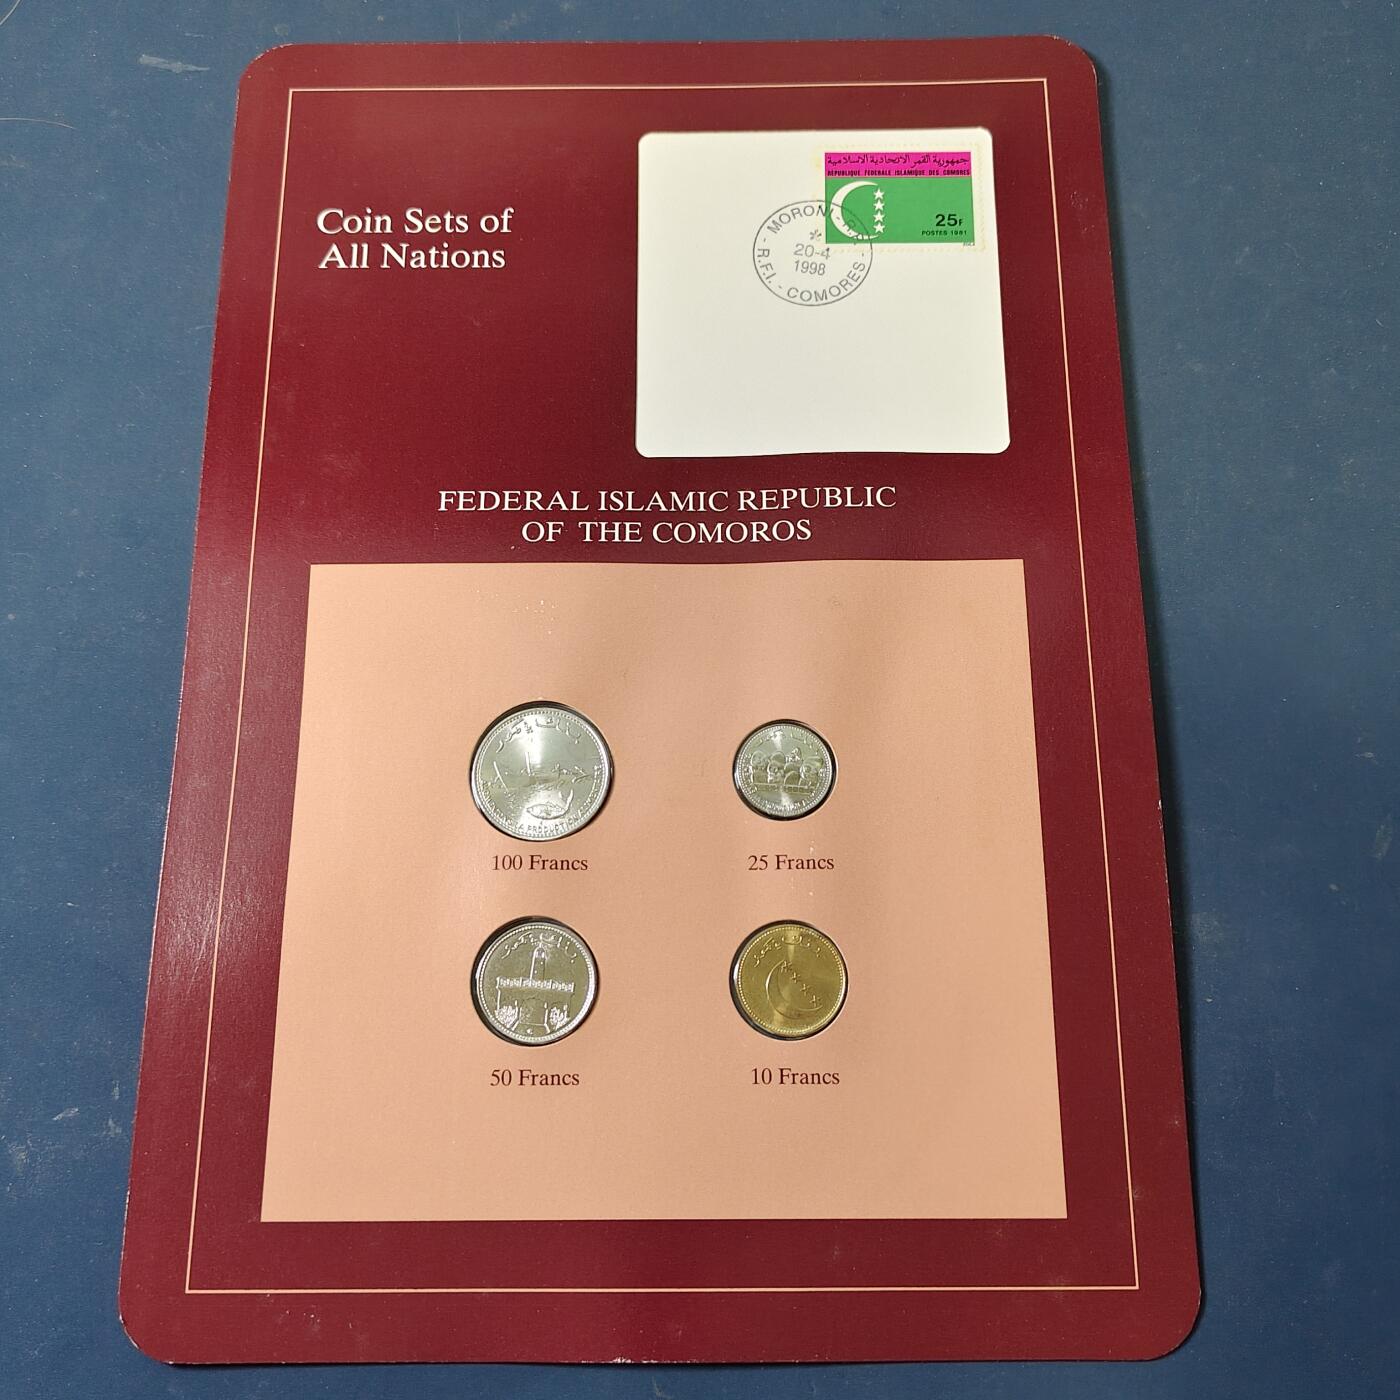 Coin Sets of
All Nations
جمهورية القمر الاتحادية الاسلامية
REPUBLIQUE FEDERALE ISLAMIQUE DES COMORES
25F
POSTES 1981
MORONI
20-4
1998
R.F.I. - COMORES
FEDERAL ISLAMIC REPUBLIC
OF THE COMOROS
& PRODUCTION
100 Francs
25 Francs
50 Francs
10 Francs